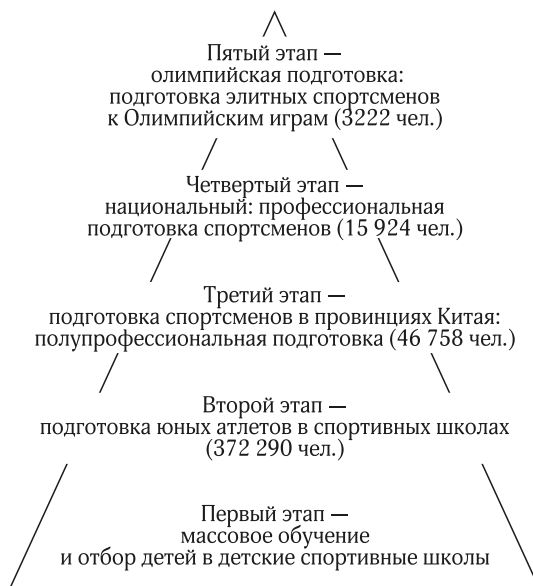 Пятый этап —
олимпийская подготовка:
подготовка элитных спортсменов
к Олимпийским играм (3222 чел.)
Четвертый этап —
национальный: профессиональная
подготовка спортсменов (15 924 чел.)
Третий этап —
подготовка спортсменов в провинциях Китая:
полупрофессиональная подготовка (46 758 чел.)
Второй этап —
подготовка юных атлетов в спортивных школах
(372 290 чел.)
Первый этап —
массовое обучение
и отбор детей в детские спортивные школы